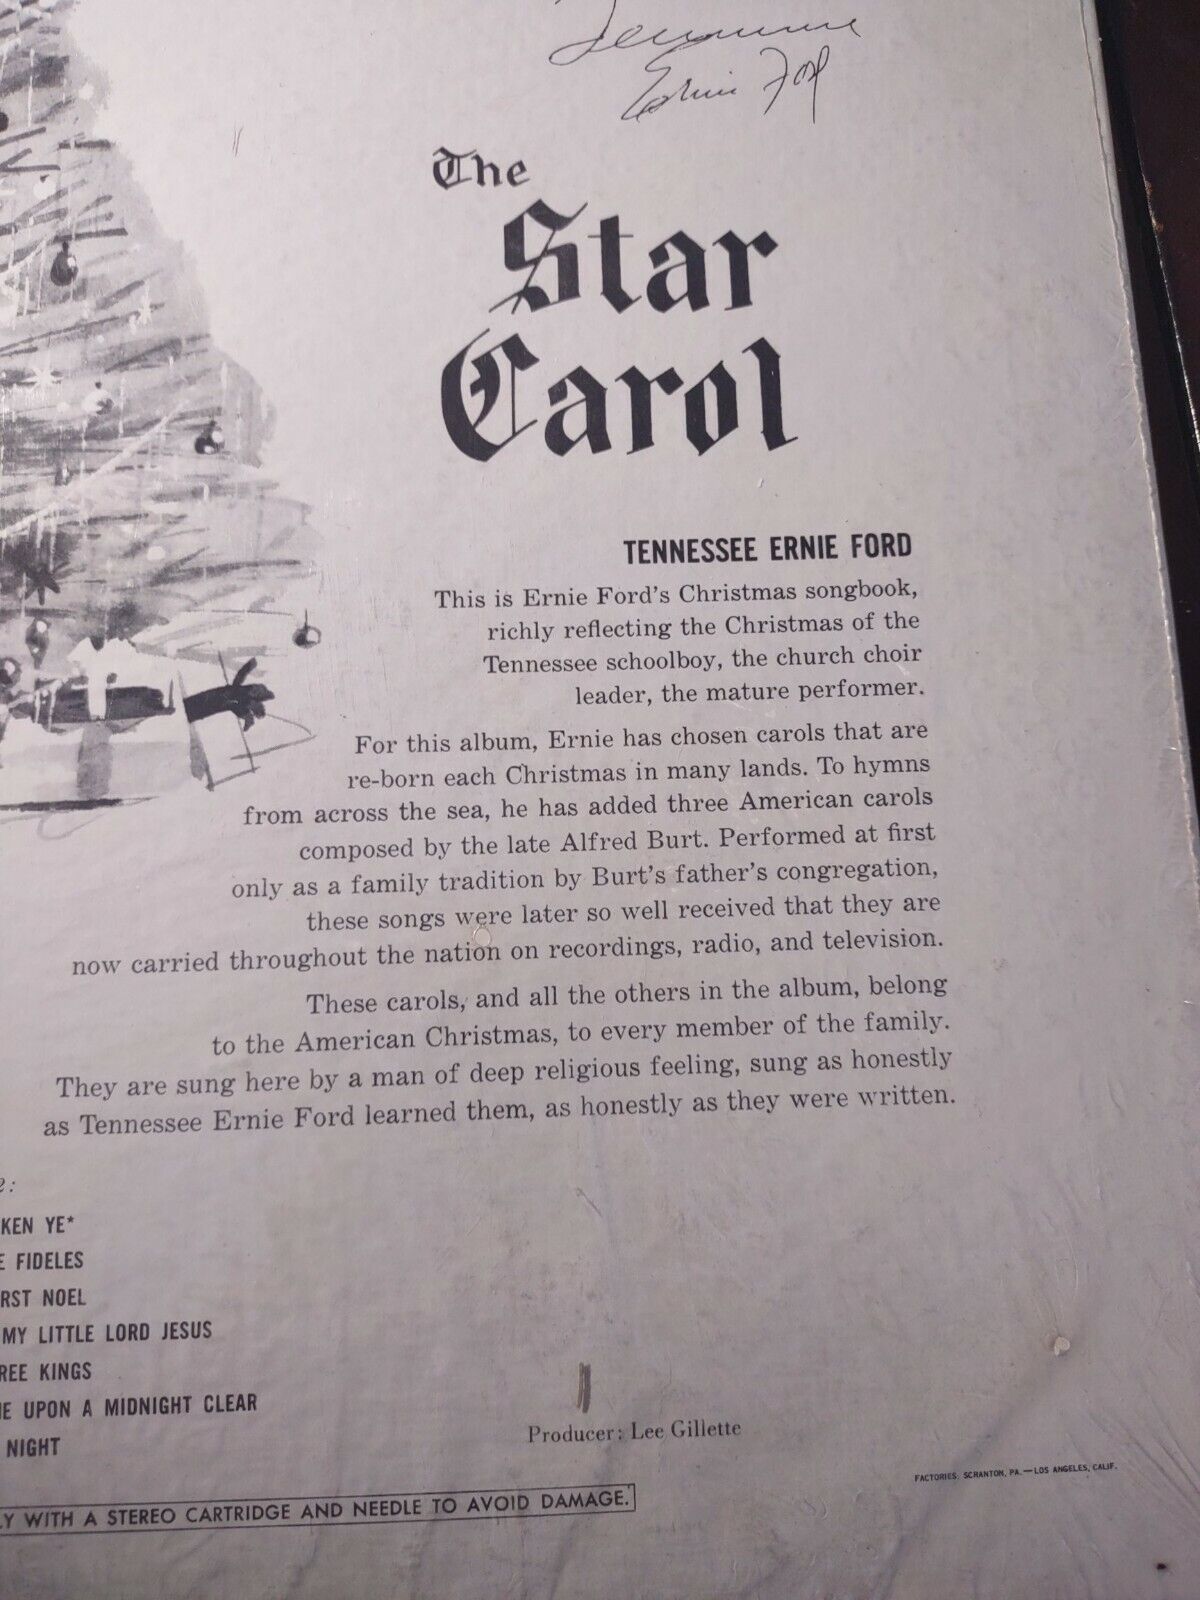 Tennessee
Ernie Ford
The
Star
Carol
TENNESSEE ERNIE FORD
This is Ernie Ford's Christmas songbook,
richly reflecting the Christmas of the
Tennessee schoolboy, the church choir
leader, the mature performer.
For this album, Ernie has chosen carols that are
re-born each Christmas in many lands. To hymns
from across the sea, he has added three American carols
composed by the late Alfred Burt. Performed at first
only as a family tradition by Burt's father's congregation,
these songs were later so well received that they are
now carried throughout the nation on recordings, radio, and television.
These carols, and all the others in the album, belong
to the American Christmas, to every member of the family.
They are sung here by a man of deep religious feeling, sung as honestly
as Tennessee Ernie Ford learned them, as honestly as they were written.
KEN YE*
E FIDELES
RST NOEL
MY LITTLE LORD JESUS
REE KINGS
E UPON A MIDNIGHT CLEAR
NIGHT
Producer: Lee Gillette
FACTORIES: SCRANTON, PA.—LOS ANGELES, CALIF.
LY WITH A STEREO CARTRIDGE AND NEEDLE TO AVOID DAMAGE.